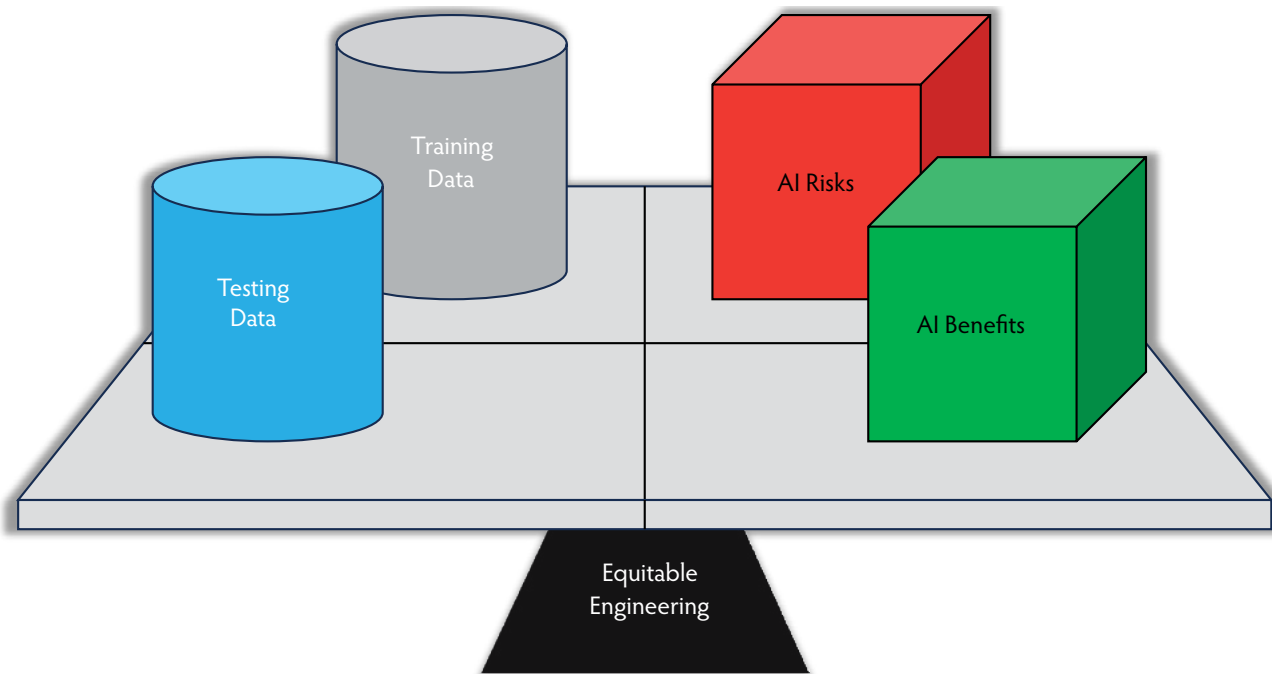 Training
Data
AI Risks
Testing
Data
AI Benefits
Equitable
Engineering